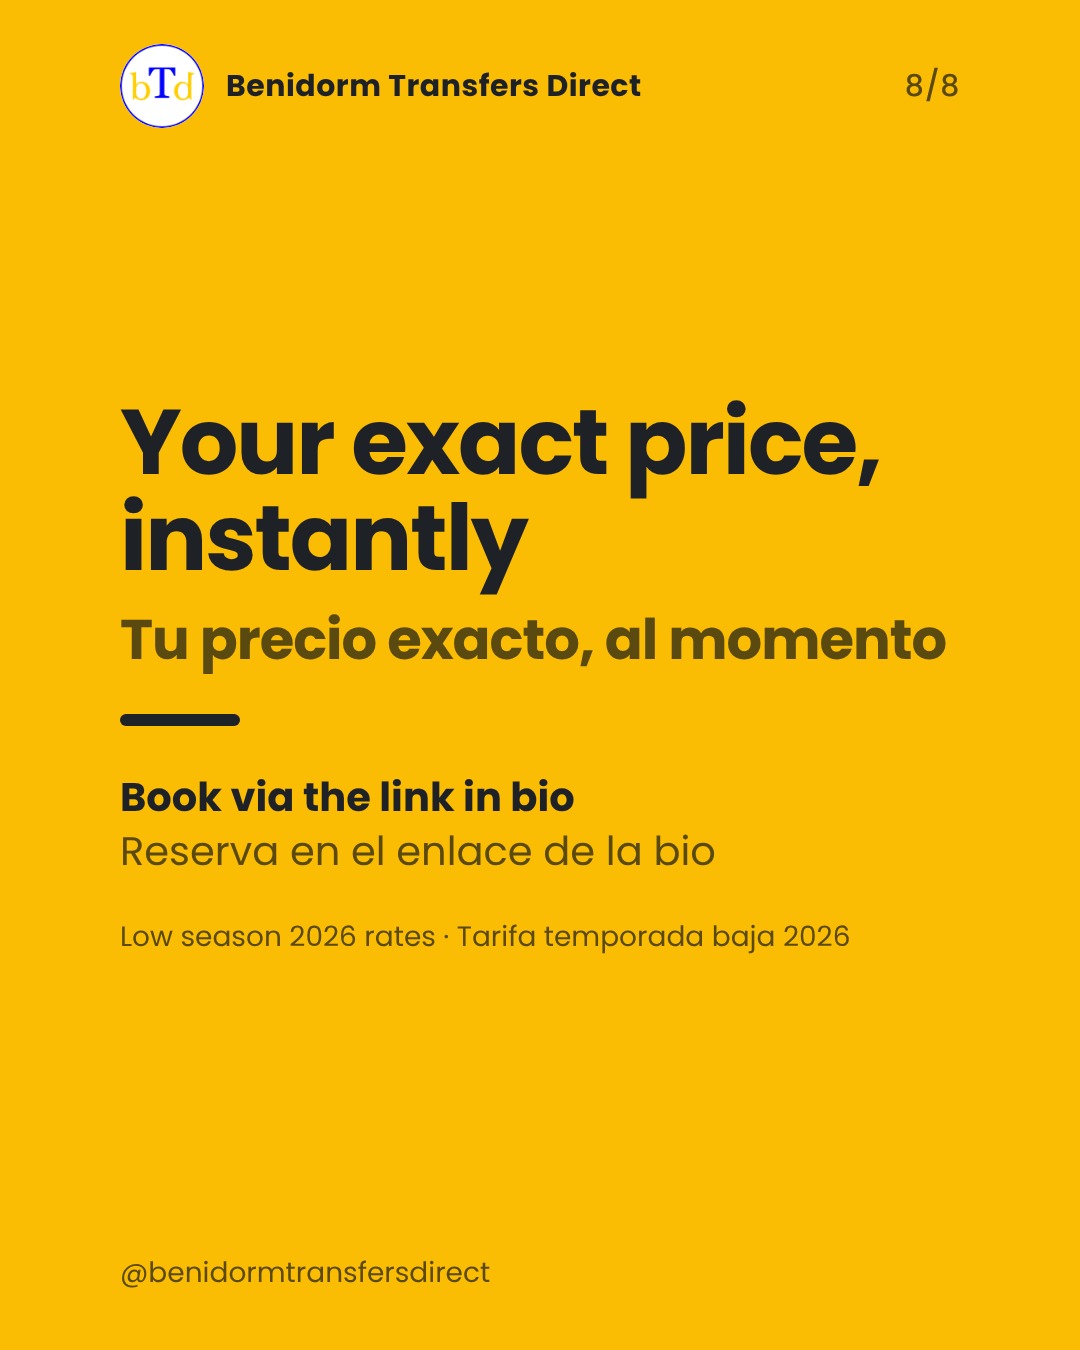 bTd
Benidorm Transfers Direct
8/8
Your exact price,
instantly
Tu precio exacto, al momento
Book via the link in bio
Reserva en el enlace de la bio
Low season 2026 rates · Tarifa temporada baja 2026
@benidormtransfersdirect